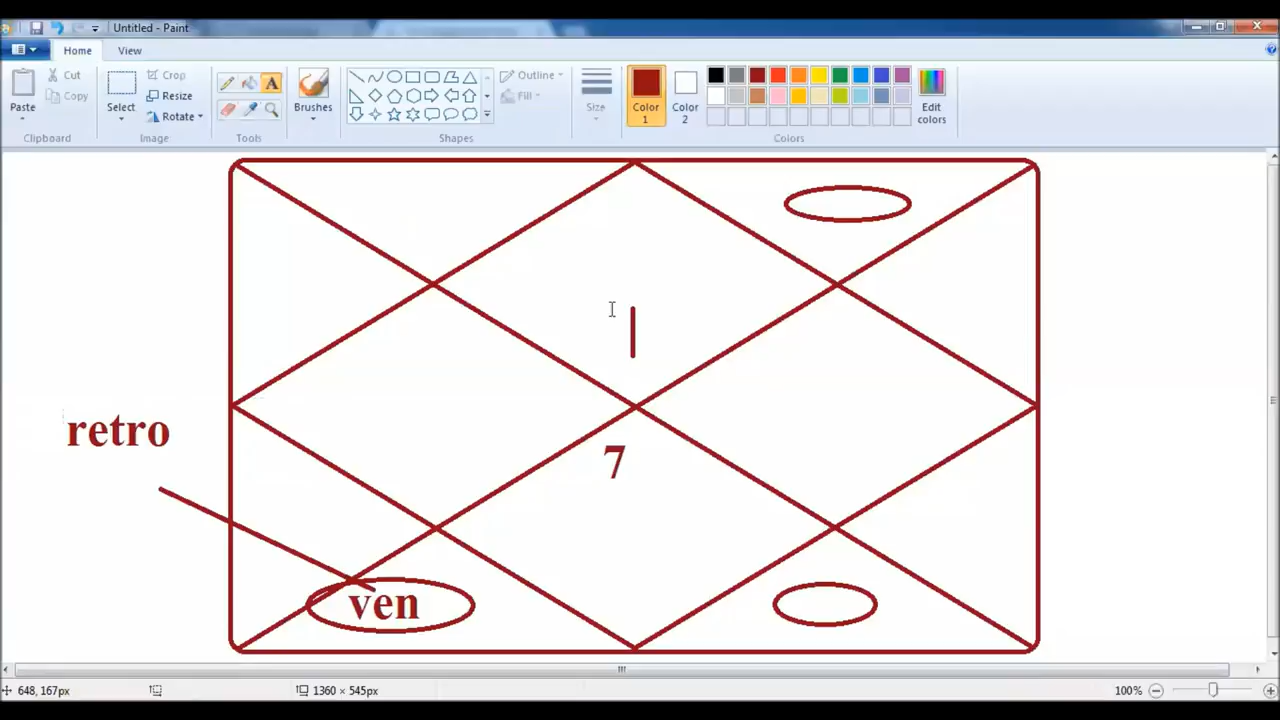 Untitled - Paint
Home
View
Paste
Cut
Copy
Clipboard
Select
Crop
Resize
Rotate
Image
A
Tools
Brushes
Shapes
Outline
Fill
Size
Color 1
Color 2
Edit colors
Colors
retro
7
ven
648, 167px
1360 × 545px
100%